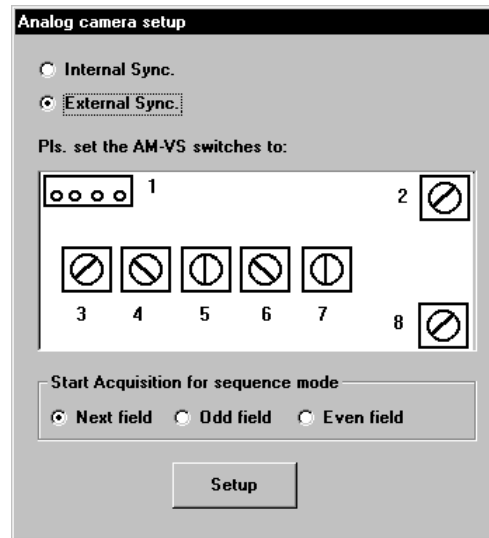 Analog camera setup
Internal Sync.
External Sync.
Pls. set the AM-VS switches to:
1
2
3 4 5 6 7
8
Start Acquisition for sequence mode
Next field Odd field Even field
Setup